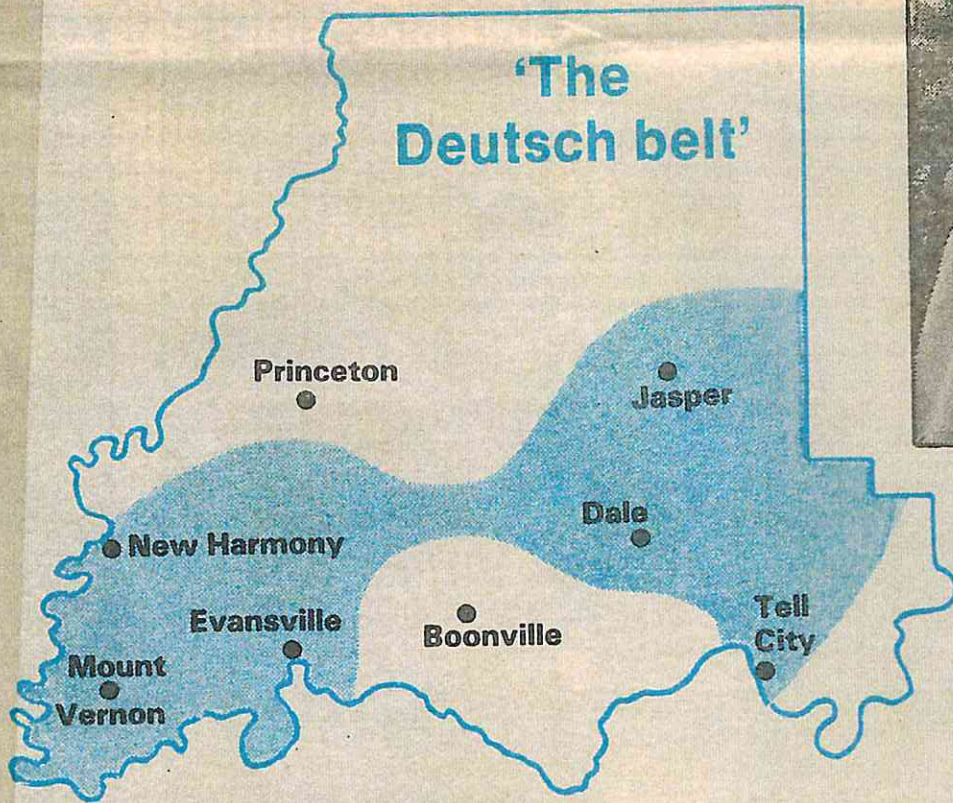 ‘The
Deutsch belt’
Princeton
Jasper
Dale
New Harmony
Evansville
Boonville
Tell
City
Mount
Vernon